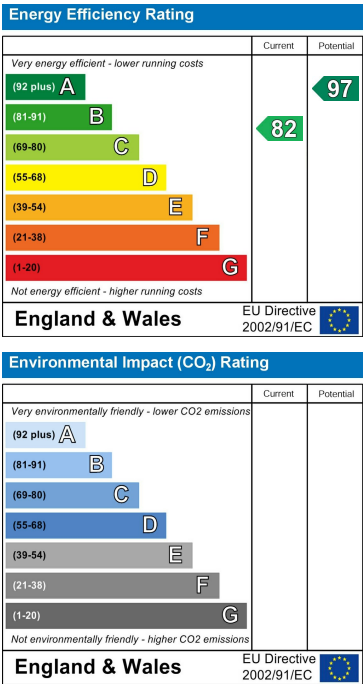 Energy Efficiency Rating
Current Potential
Very energy efficient - lower running costs
(92 plus) A
(81-91) B
(69-80) C
(55-68) D
(39-54) E
(21-38) F
(1-20) G
82
97
Not energy efficient - higher running costs
England & Wales
EU Directive
2002/91/EC
Environmental Impact (CO₂) Rating
Current Potential
Very environmentally friendly - lower CO2 emissions
(92 plus) A
(81-91) B
(69-80) C
(55-68) D
(39-54) E
(21-38) F
(1-20) G
Not environmentally friendly - higher CO2 emissions
England & Wales
EU Directive
2002/91/EC